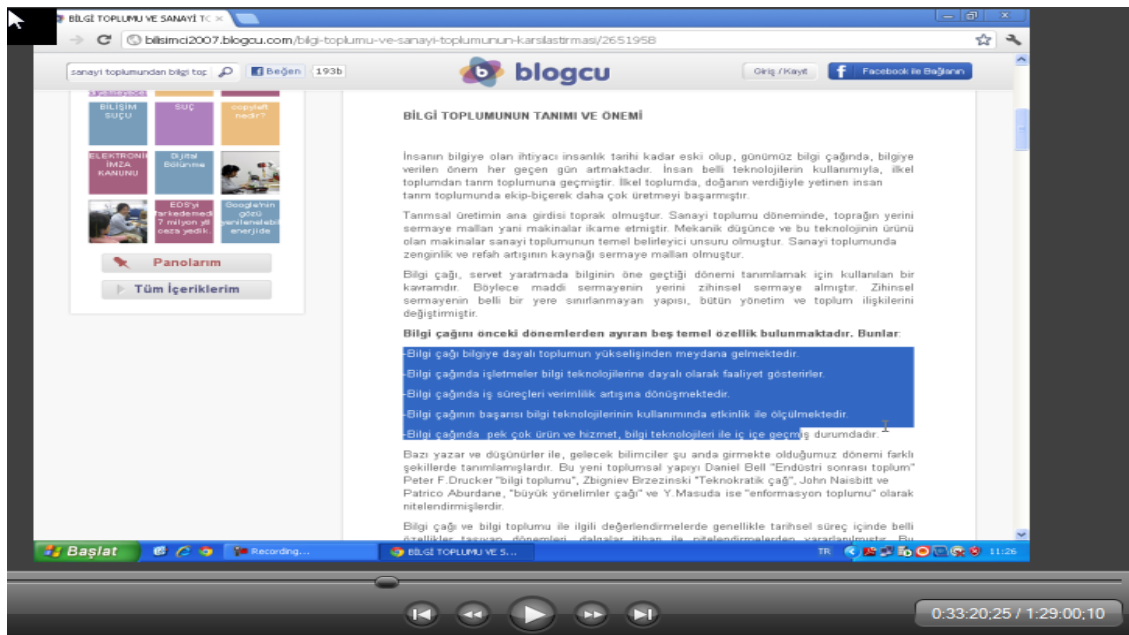 BİLGİ TOPLUMU VE SANAYİ TC
bilisimci2007.blogcu.com/bilgi-toplumu-ve-sanayi-toplumunun-karsilastirmasi/2651958
sanayi toplumundan bilgi top
Beğen
193b
blogcu
Giriş / Kayıt
Facebook ile Bağlanın
BİLİŞİM SUÇU
SUÇ
copyleft nedir?
ELEKTRONİ İMZA KANUNU
Dijital Bölünme
EDS'yi farkedemedi 7 milyon ytl ceza yedik.
Google'nin gözü yenilenelebil enerjide
Panolarım
Tüm İçeriklerim
BİLGİ TOPLUMUNUN TANIMI VE ÖNEMİ
İnsanın bilgiye olan ihtiyacı insanlık tarihi kadar eski olup, günümüz bilgi çağında, bilgiye
verilen önem her geçen gün artmaktadır. İnsan belli teknolojilerin kullanımıyla, ilkel
toplumdan tarım toplumuna geçmiştir. İlkel toplumda, doğanın verdiğiyle yetinen insan
tarım toplumunda ekip-biçerek daha çok üretmeyi başarmıştır.
Tarımsal üretimin ana girdisi toprak olmuştur. Sanayi toplumu döneminde, toprağın yerini
sermaye malları yani makinalar ikame etmiştir. Mekanik düşünce ve bu teknolojinin ürünü
olan makinalar sanayi toplumunun temel belirleyici unsuru olmuştur. Sanayi toplumunda
zenginlik ve refah artışının kaynağı sermaye malları olmuştur.
Bilgi çağı, servet yaratmada bilginin öne geçtiği dönemi tanımlamak için kullanılan bir
kavramdır. Böylece maddi sermayenin yerini zihinsel sermaye almıştır. Zihinsel
sermayenin belli bir yere sınırlanmayan yapısı, bütün yönetim ve toplum ilişkilerini
değiştirmiştir.
Bilgi çağını önceki dönemlerden ayıran beş temel özellik bulunmaktadır. Bunlar:
-Bilgi çağı bilgiye dayalı toplumun yükselişinden meydana gelmektedir.
-Bilgi çağında işletmeler bilgi teknolojilerine dayalı olarak faaliyet gösterirler.
-Bilgi çağında iş süreçleri verimlilik artışına dönüşmektedir.
-Bilgi çağının başarısı bilgi teknolojilerinin kullanımında etkinlik ile ölçülmektedir.
-Bilgi çağında pek çok ürün ve hizmet, bilgi teknolojileri ile iç içe geçmiş durumdadır.
Bazı yazar ve düşünürler ile, gelecek bilimciler şu anda girmekte olduğumuz dönemi farklı
şekillerde tanımlamışlardır. Bu yeni toplumsal yapıyı Daniel Bell "Endüstri sonrası toplum"
Peter F.Drucker "bilgi toplumu", Zbigniev Brzezinski "Teknokratik çağ", John Naisbitt ve
Patrico Aburdane, "büyük yönelimler çağı" ve Y.Masuda ise "enformasyon toplumu" olarak
nitelendirmişlerdir.
Bilgi çağı ve bilgi toplumu ile ilgili değerlendirmelerde genellikle tarihsel süreç içinde belli
özellikler taşıyan dönemleri, dalgalar itibarı ile nitelendirmelerden yararlanılmıştır. Bu
Başlat
Recording...
BİLGİ TOPLUMU VE S...
TR
11:26
0:33:20;25 / 1:29:00;10